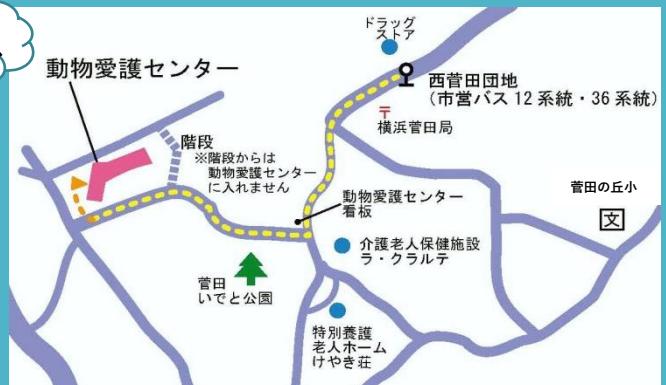 ドラッグ
ストア
動物愛護センター
西菅田団地
(市営バス 12 系統・36 系統)
〒
横浜菅田局
階段
※階段からは
動物愛護センター
に入れません
菅田の丘小
文
動物愛護センター
看板
介護老人保健施設
ラ・クラルテ
菅田
いでと公園
特別養護
老人ホーム
けやき荘